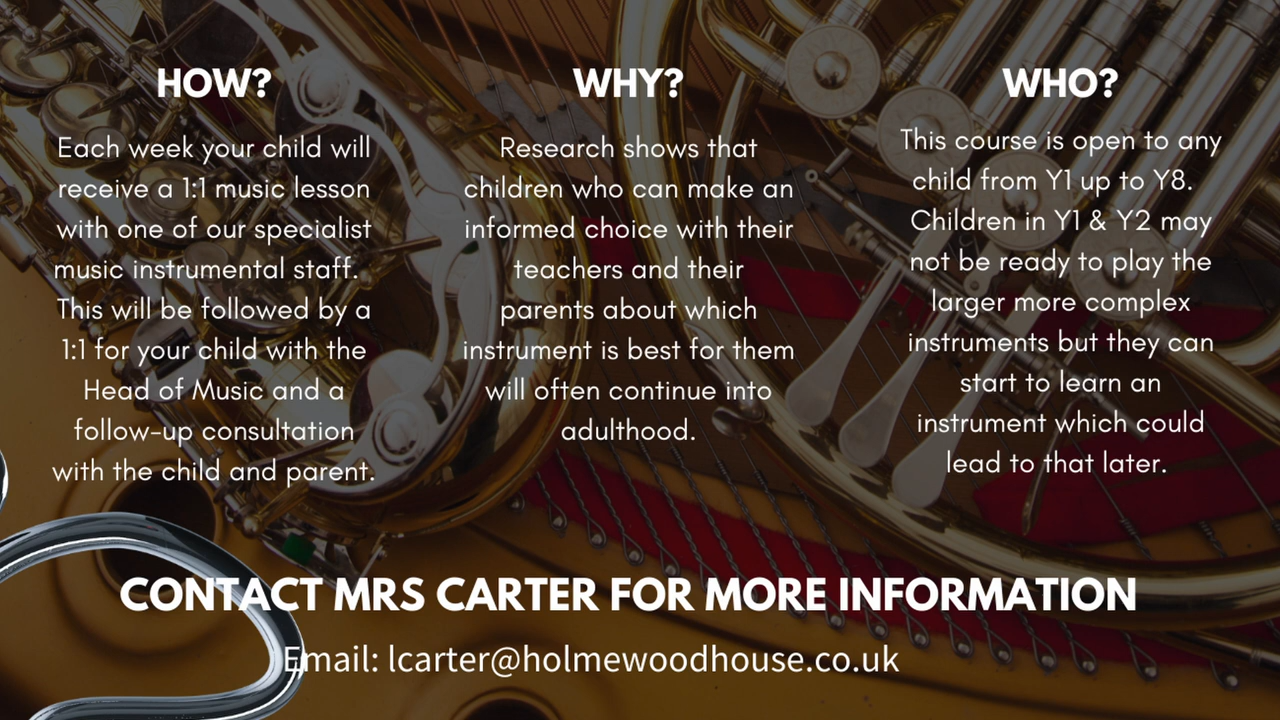 HOW?
Each week your child will
receive a 1:1 music lesson
with one of our specialist
music instrumental staff.
This will be followed by a
1:1 for your child with the
Head of Music and a
follow-up consultation
with the child and parent.
WHY?
Research shows that
children who can make an
informed choice with their
teachers and their
parents about which
instrument is best for them
will often continue into
adulthood.
WHO?
This course is open to any
child from Y1 up to Y8.
Children in Y1 & Y2 may
not be ready to play the
larger more complex
instruments but they can
start to learn an
instrument which could
lead to that later.
CONTACT MRS CARTER FOR MORE INFORMATION
Email: lcarter@holmewoodhouse.co.uk